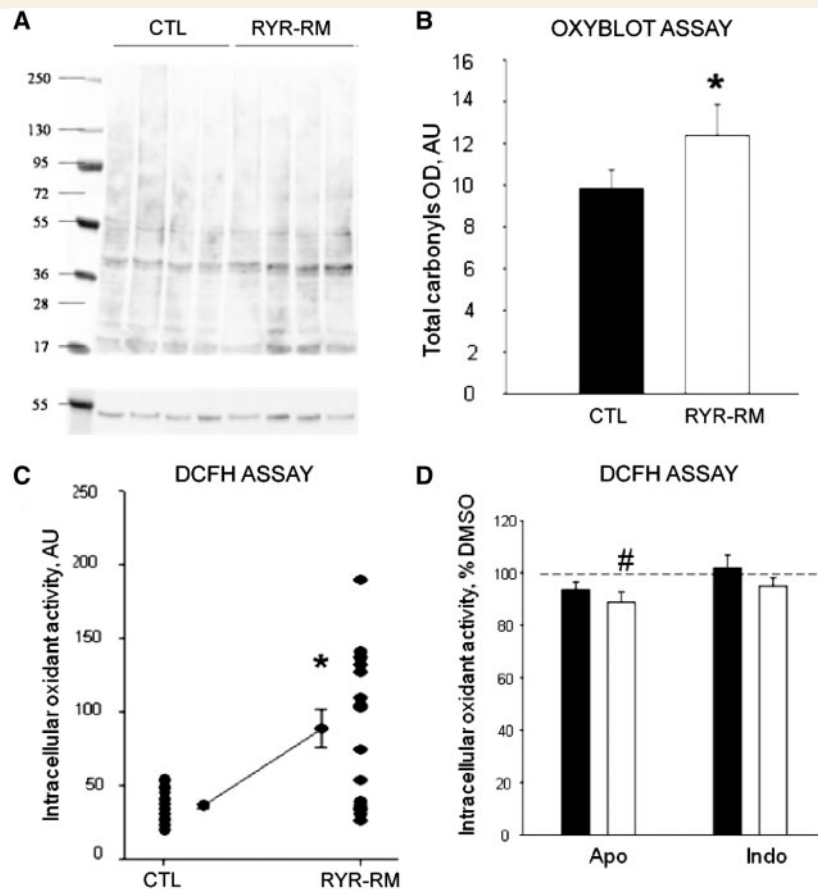 A
CTL RYR-RM
250
130
95
72
55
36
28
17
55
B
OXYBLOT ASSAY
Total carbonyls OD, AU
16
14
12
10
8
6
4
2
0
*
CTL RYR-RM
C
DCFH ASSAY
Intracellular oxidant activity, AU
250
200
150
100
50
0
*
CTL RYR-RM
D
DCFH ASSAY
Intracellular oxidant activity, % DMSO
120
100
80
60
40
20
0
#
Apo Indo